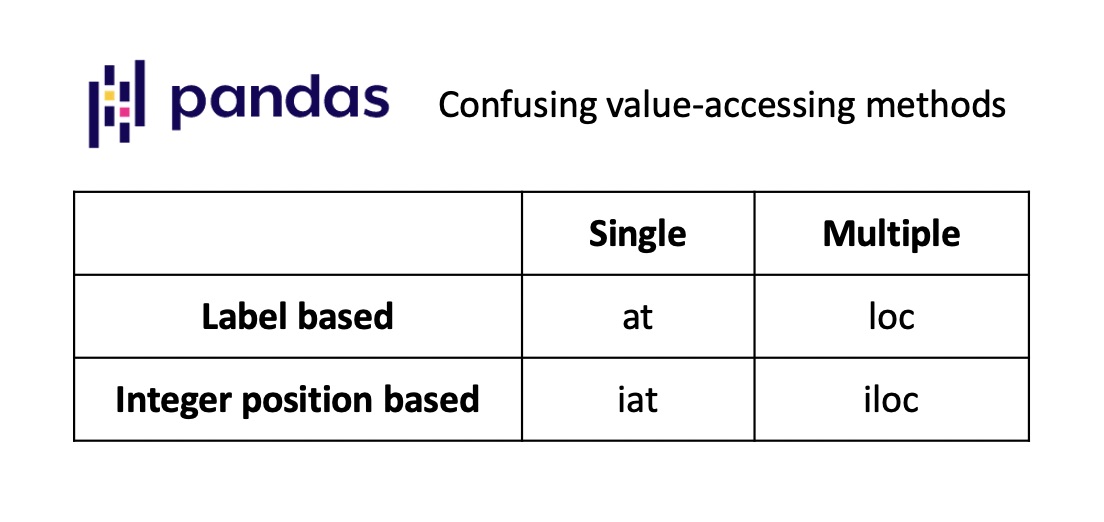 pandas Confusing value-accessing methods
Single Multiple
Label based at loc
Integer position based iat iloc